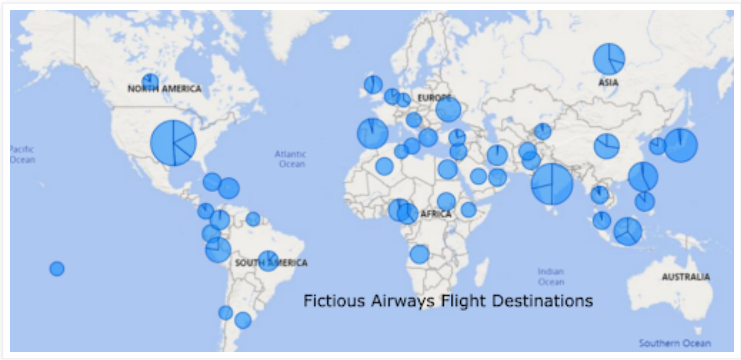 NORTH AMERICA
EUROPE
ASIA
Pacific
Ocean
Atlantic
Ocean
AFRICA
SOUTH AMERICA
Indian
Ocean
AUSTRALIA
Fictious Airways Flight Destinations
Southern Ocean